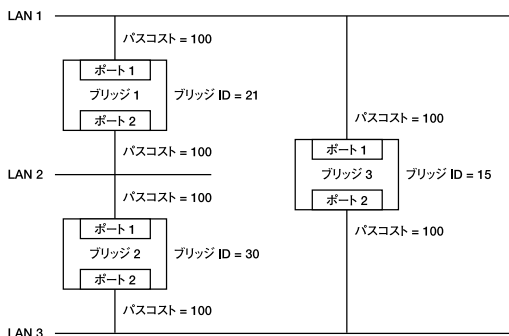 LAN 1
パスコスト = 100
ポート 1
ブリッジ 1
ブリッジ ID = 21
ポート 2
パスコスト = 100
パスコスト = 100
ポート 1
ブリッジ 3
ブリッジ ID = 15
ポート 2
パスコスト = 100
LAN 2
パスコスト = 100
ポート 1
ブリッジ 2
ブリッジ ID = 30
ポート 2
パスコスト = 100
LAN 3